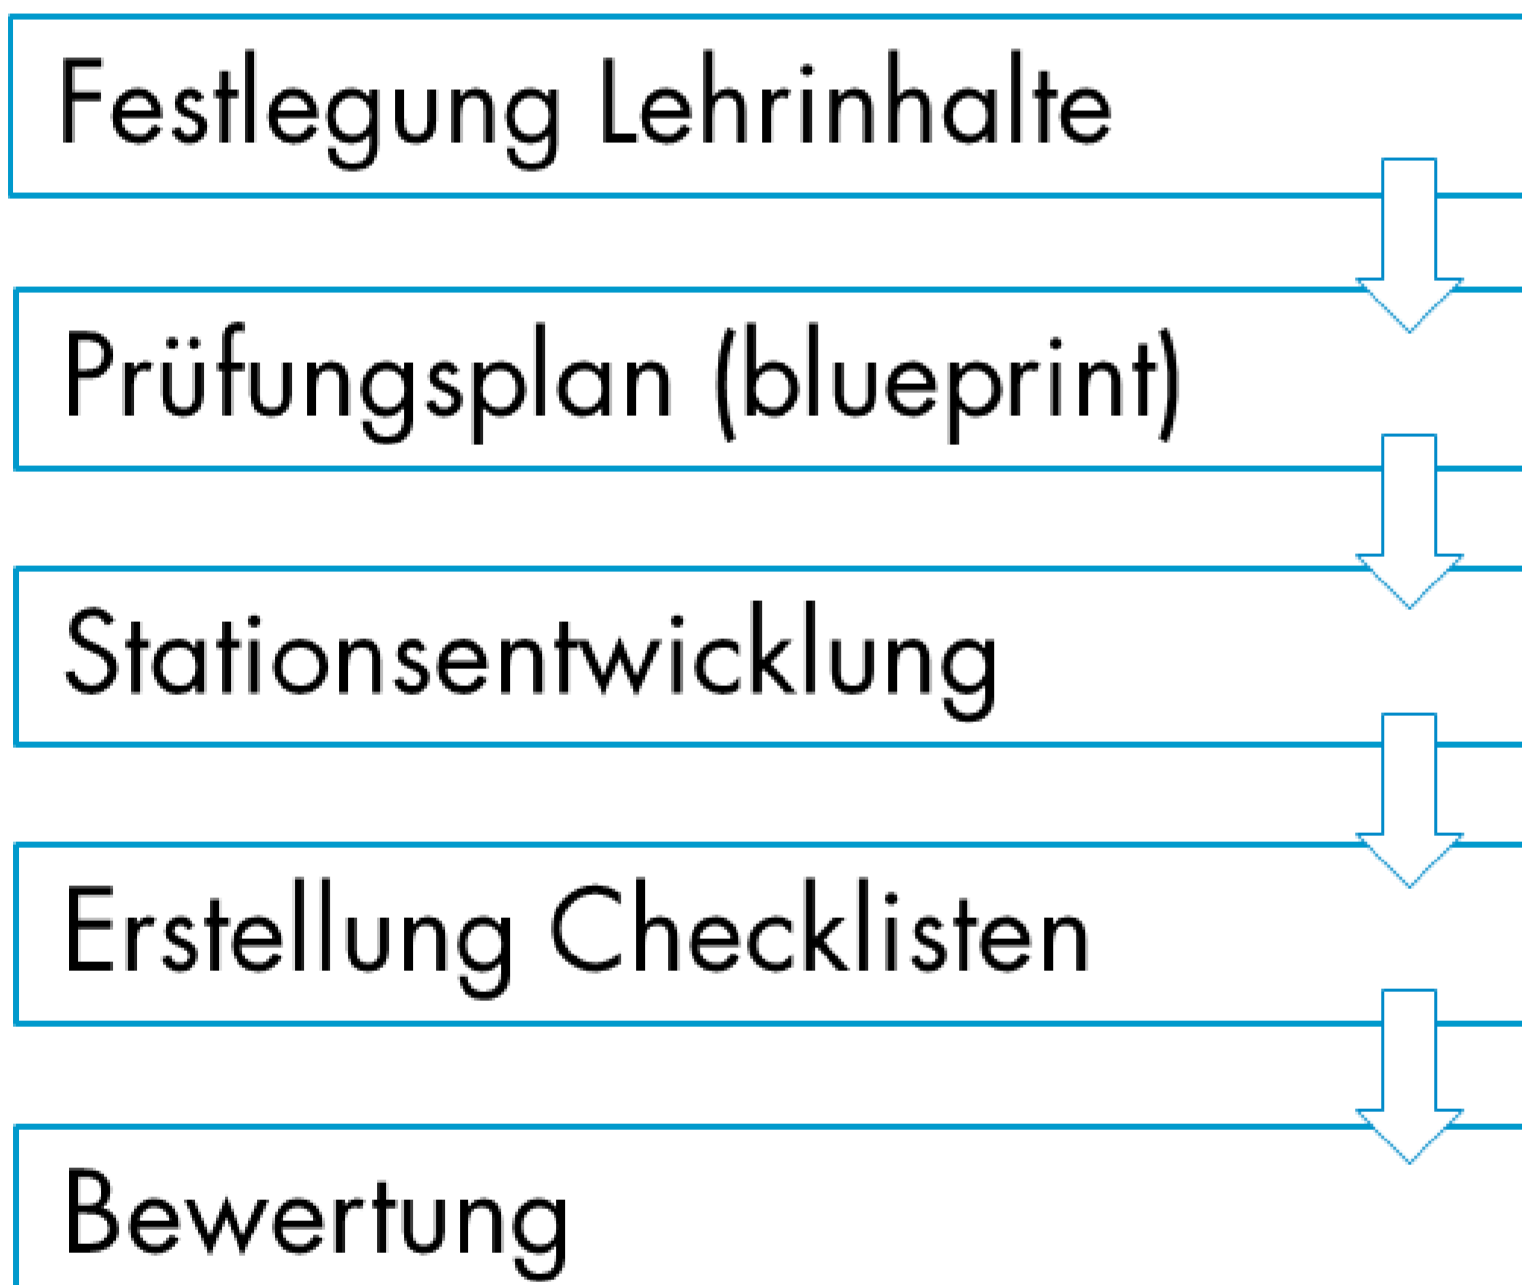 Festlegung Lehrinhalte
Prüfungsplan (blueprint)
Stationsentwicklung
Erstellung Checklisten
Bewertung